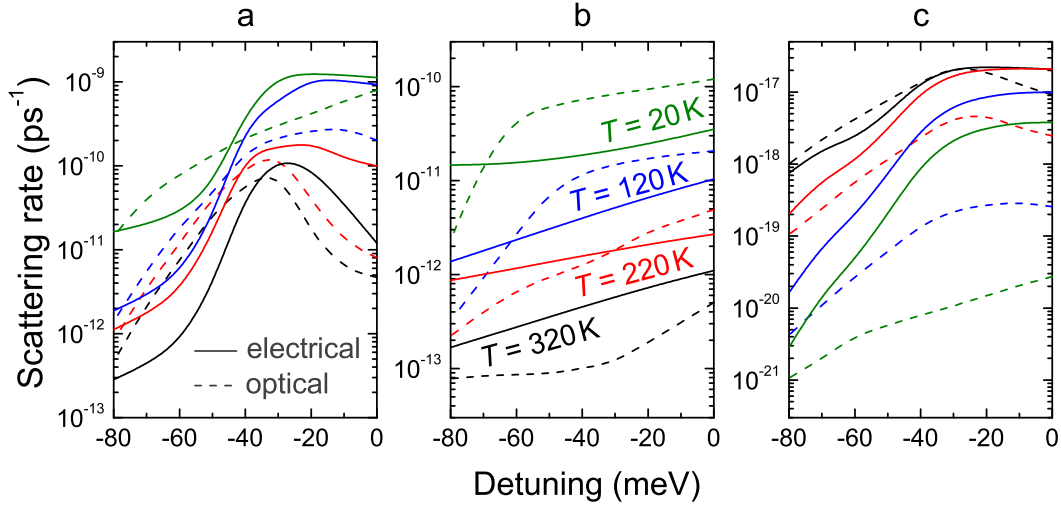 a
b
c
Scattering rate (ps⁻¹)
10⁻⁹
10⁻¹⁰
10⁻¹¹
10⁻¹²
10⁻¹³
electrical
optical
-80 -60 -40 -20 0
10⁻¹⁰
10⁻¹¹
10⁻¹²
10⁻¹³
T = 20 K
T = 120 K
T = 220 K
T = 320 K
-80 -60 -40 -20 0
10⁻¹⁷
10⁻¹⁸
10⁻¹⁹
10⁻²⁰
10⁻²¹
-80 -60 -40 -20 0
Detuning (meV)